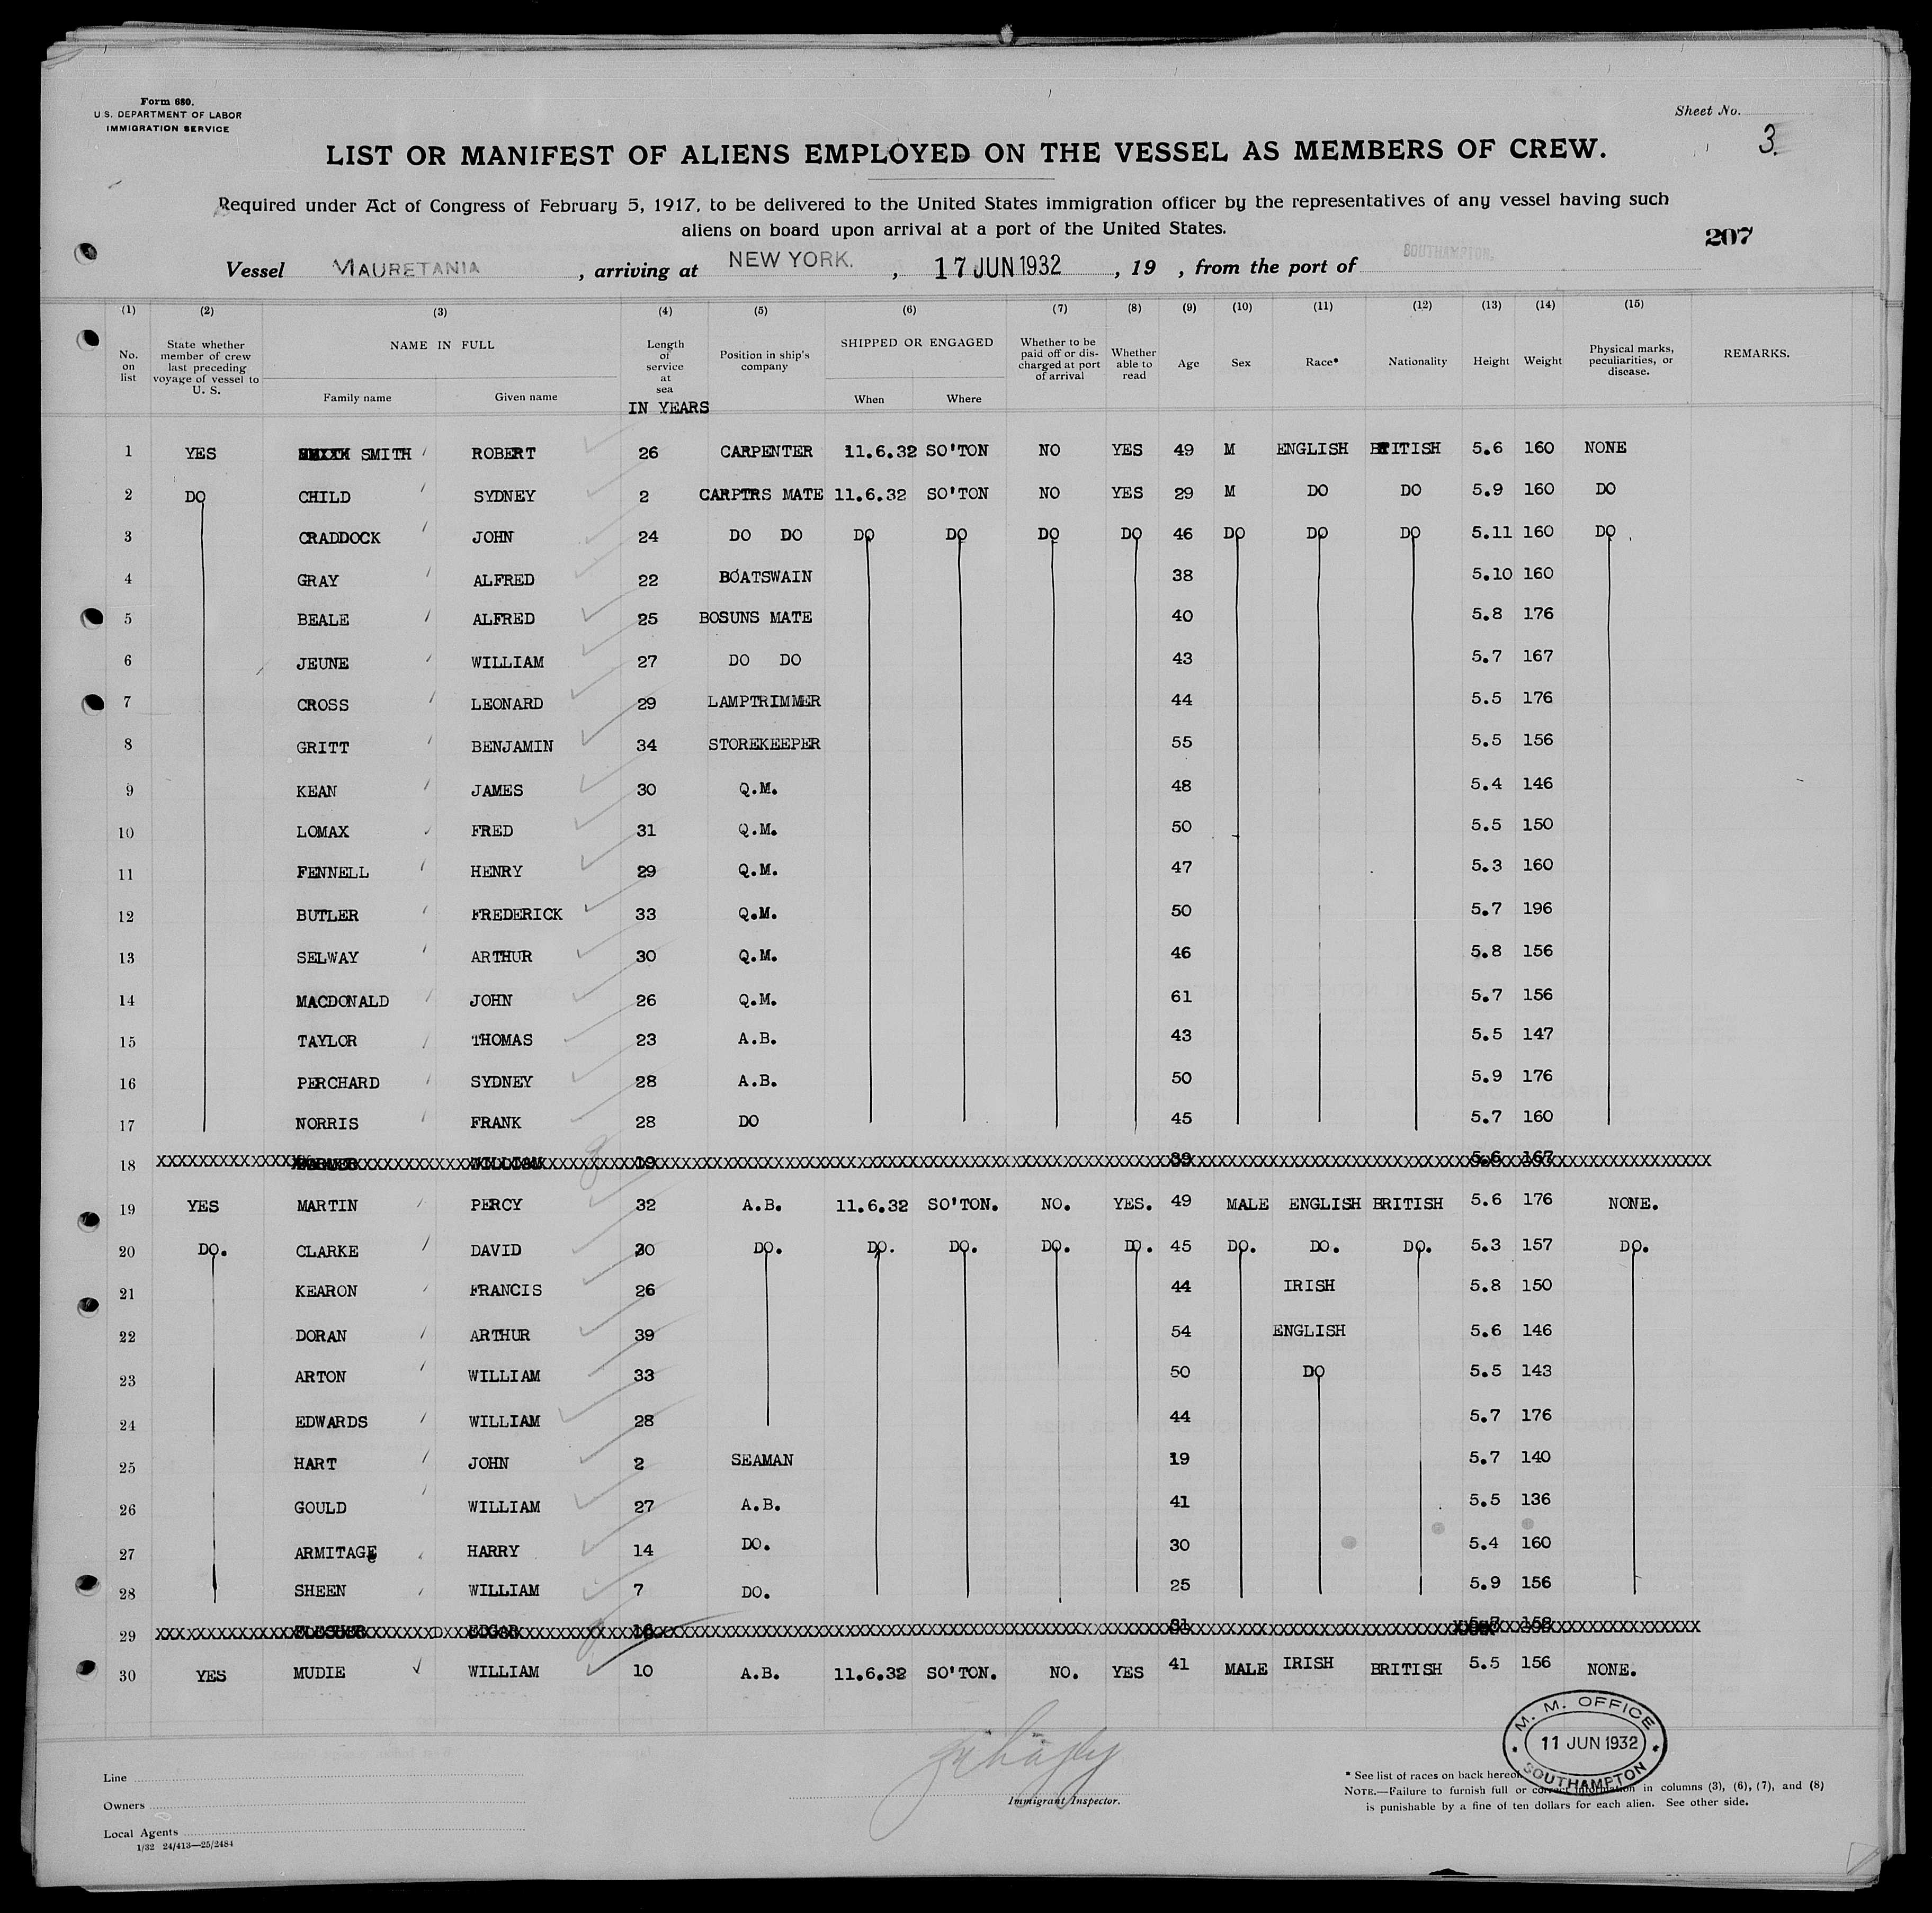 Form 680.
U.S. DEPARTMENT OF LABOR
IMMIGRATION SERVICE
Sheet No.
3.
LIST OR MANIFEST OF ALIENS EMPLOYED ON THE VESSEL AS MEMBERS OF CREW.
Required under Act of Congress of February 5, 1917, to be delivered to the United States immigration officer by the representatives of any vessel having such
aliens on board upon arrival at a port of the United States.
207
Vessel MAURETANIA, arriving at NEW YORK., 17 JUN 1932, 19 , from the port of SOUTHAMPTON.
(1) (2) (3) (4) (5) (6) (7) (8) (9) (10) (11) (12) (13) (14) (15)
No. on list
State whether member of crew last preceding voyage of vessel to U. S.
NAME IN FULL
Family name Given name
Length of service at sea
IN YEARS
Position in ship's company
SHIPPED OR ENGAGED
When Where
Whether to be paid off or discharged at port of arrival
Whether able to read
Age Sex Race* Nationality Height Weight
Physical marks, peculiarities, or disease.
REMARKS.
1 YES SMITH ROBERT 26 CARPENTER 11.6.32 SO'TON NO YES 49 M ENGLISH BRITISH 5.6 160 NONE
2 DO CHILD SYDNEY 2 CARPTRS MATE 11.6.32 SO'TON NO YES 29 M DO DO 5.9 160 DO
3 CRADDOCK JOHN 24 DO DO DO DO DO DO 46 DO DO DO 5.11 160 DO
4 GRAY ALFRED 22 BOATSWAIN 38 5.10 160
5 BEALE ALFRED 25 BOSUNS MATE 40 5.8 176
6 JEUNE WILLIAM 27 DO DO 43 5.7 167
7 CROSS LEONARD 29 LAMPTRIMMER 44 5.5 176
8 GRITT BENJAMIN 34 STOREKEEPER 55 5.5 156
9 KEAN JAMES 30 Q.M. 48 5.4 146
10 LOMAX FRED 31 Q.M. 50 5.5 150
11 FENNELL HENRY 29 Q.M. 47 5.3 160
12 BUTLER FREDERICK 33 Q.M. 50 5.7 196
13 SELWAY ARTHUR 30 Q.M. 46 5.8 156
14 MACDONALD JOHN 26 Q.M. 61 5.7 156
15 TAYLOR THOMAS 23 A.B. 43 5.5 147
16 PERCHARD SYDNEY 28 A.B. 50 5.9 176
17 NORRIS FRANK 28 DO 45 5.7 160
18 WILLIAM 19 39 5.6 167
19 YES MARTIN PERCY 32 A.B. 11.6.32 SO'TON. NO. YES. 49 MALE ENGLISH BRITISH 5.6 176 NONE.
20 DO. CLARKE DAVID 30 DO. DO. DO. DO. DO. 45 DO. DO. DO. 5.3 157 DO.
21 KEARON FRANCIS 26 44 IRISH 5.8 150
22 DORAN ARTHUR 39 54 ENGLISH 5.6 146
23 ARTON WILLIAM 33 50 DO 5.5 143
24 EDWARDS WILLIAM 28 44 5.7 176
25 HART JOHN 2 SEAMAN 19 5.7 140
26 GOULD WILLIAM 27 A.B. 41 5.5 136
27 ARMITAGE HARRY 14 DO. 30 5.4 160
28 SHEEN WILLIAM 7 DO. 25 5.9 156
29 EDGAR 16 31
30 YES MUDIE WILLIAM 10 A.B. 11.6.32 SO'TON. NO. YES 41 MALE IRISH BRITISH 5.5 156 NONE.
M. M. OFFICE
11 JUN 1932
SOUTHAMPTON
Line
Owners
Local Agents
1/32 24/413—25/2484
Immigrant Inspector.
* See list of races on back hereof.
NOTE.—Failure to furnish full or correct information in columns (3), (6), (7), and (8)
is punishable by a fine of ten dollars for each alien. See other side.